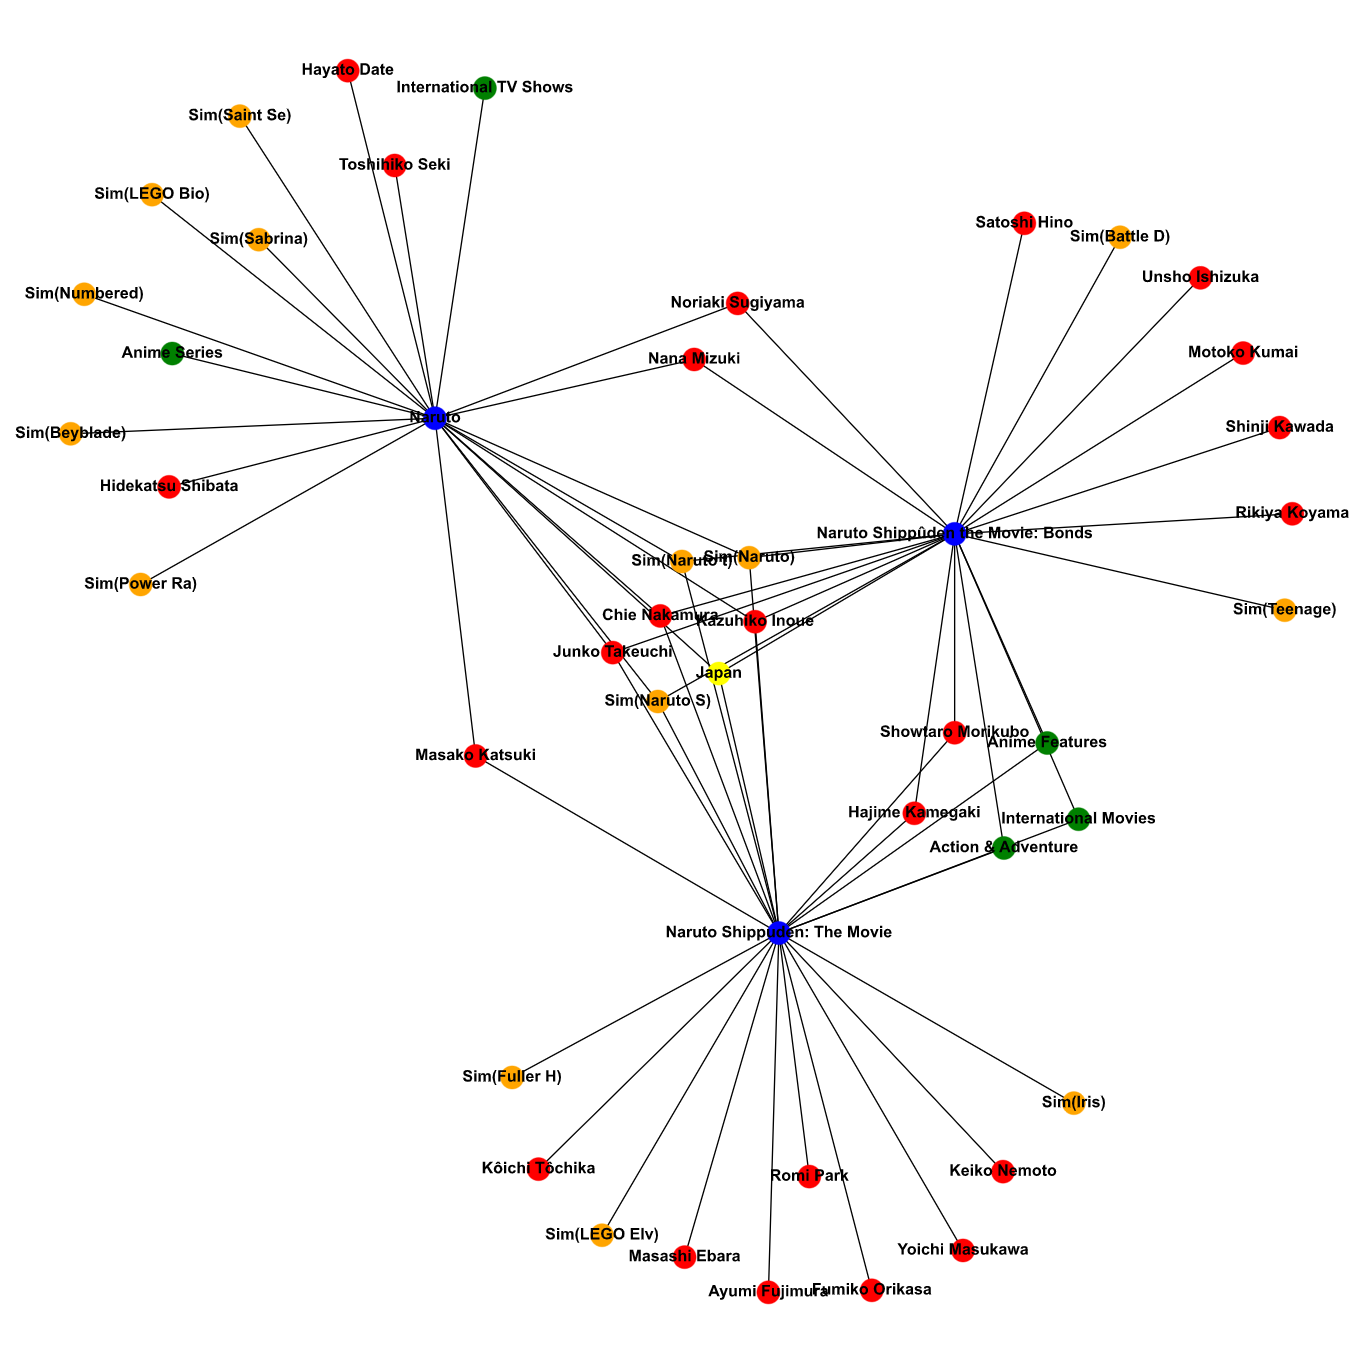 Hayato Date
International TV Shows
Sim(Saint Se)
Toshihiko Seki
Sim(LEGO Bio)
Satoshi Hino
Sim(Sabrina)
Sim(Battle D)
Unsho Ishizuka
Sim(Numbered)
Noriaki Sugiyama
Anime Series
Nana Mizuki
Motoko Kumai
Naruto
Sim(Beyblade)
Shinji Kawada
Hidekatsu Shibata
Rikiya Koyama
Naruto Shippûden the Movie: Bonds
Sim(Naruto t)
Sim(Naruto)
Sim(Power Ra)
Sim(Teenage)
Chie Nakamura
Kazuhiko Inoue
Junko Takeuchi
Japan
Sim(Naruto S)
Showtaro Morikubo
Anime Features
Masako Katsuki
Hajime Kamegaki
International Movies
Action & Adventure
Naruto Shippuden: The Movie
Sim(Fuller H)
Sim(Iris)
Kôichi Tôchika
Romi Park
Keiko Nemoto
Sim(LEGO Elv)
Masashi Ebara
Yoichi Masukawa
Ayumi Fujimura
Fumiko Orikasa